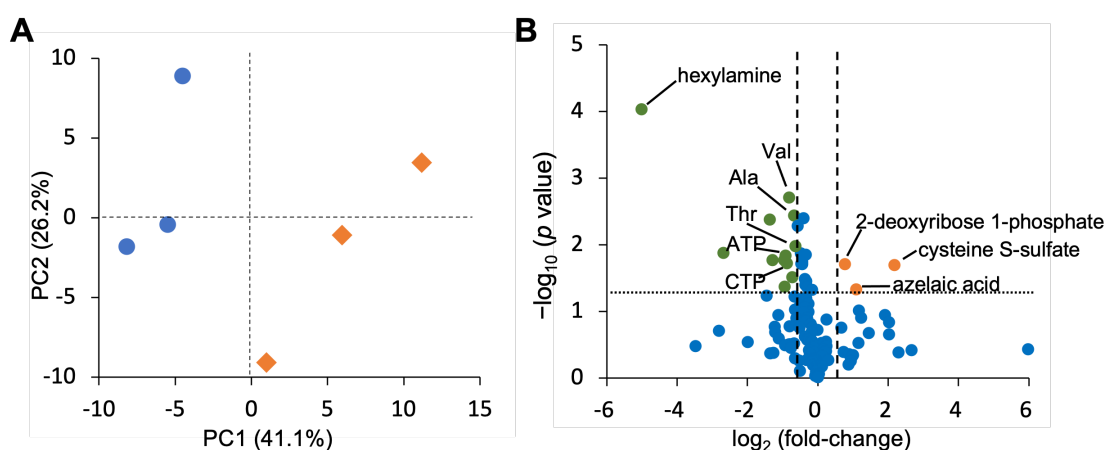 A
10
5
0
-5
-10
-10
-5
0
5
10
15
PC2 (26.2%)
PC1 (41.1%)
B
5
4
3
2
1
0
-6
-4
-2
0
2
4
6
−log10 (p value)
log2 (fold-change)
hexylamine
Val
Ala
Thr
ATP
CTP
2-deoxyribose 1-phosphate
cysteine S-sulfate
azelaic acid